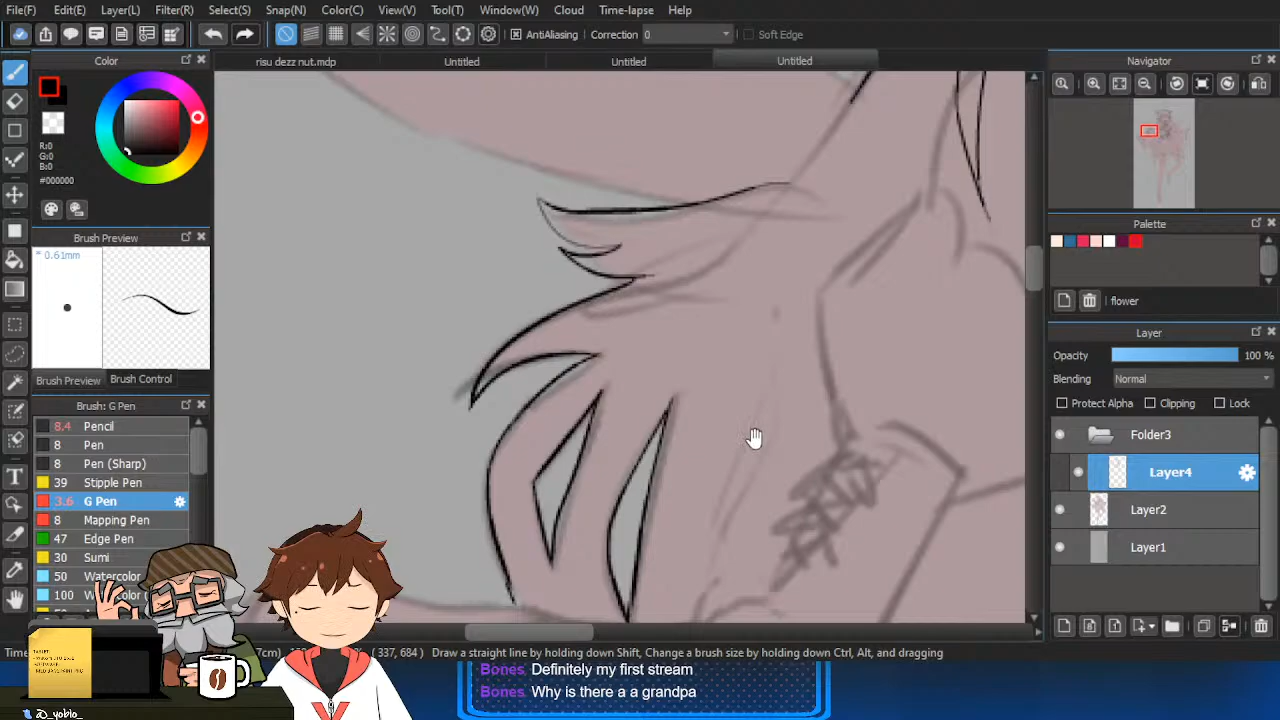 File(F) Edit(E) Layer(L) Filter(R) Select(S) Snap(N) Color(C) View(V) Tool(T) Window(W) Cloud Time-lapse Help
AntiAliasing Correction 0 Soft Edge
Color
risu dezz nut.mdp Untitled Untitled Untitled
Navigator
R:0
G:0
B:0
#000000
Brush Preview
0.61mm
Palette
flower
Layer
Opacity 100 %
Blending Normal
Protect Alpha Clipping Lock
Brush Preview Brush Control
Brush: G Pen
8.4 Pencil
8 Pen
8 Pen (Sharp)
39 Stipple Pen
3.6 G Pen
8 Mapping Pen
47 Edge Pen
30 Sumi
50 Watercolor
100 Watercolor
Folder3
Layer4
Layer2
Layer1
( 337, 684 ) Draw a straight line by holding down Shift, Change a brush size by holding down Ctrl, Alt, and dragging
Bones Definitely my first stream
Bones Why is there a a grandpa